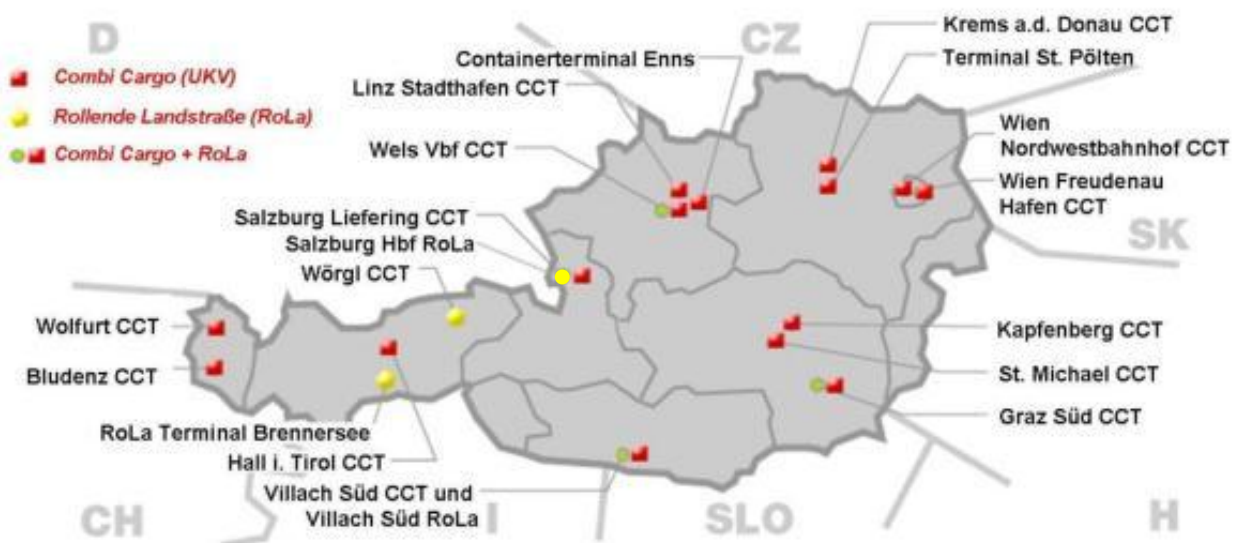 D
CZ
Combi Cargo (UKV)
Rollende Landstraße (RoLa)
Combi Cargo + RoLa
Krems a.d. Donau CCT
Terminal St. Pölten
Containerterminal Enns
Linz Stadthafen CCT
Wels Vbf CCT
Wien
Nordwestbahnhof CCT
Wien Freudenau
Hafen CCT
SK
Salzburg Liefering CCT
Salzburg Hbf RoLa
Wörgl CCT
Wolfurt CCT
Bludenz CCT
Kapfenberg CCT
St. Michael CCT
Graz Süd CCT
RoLa Terminal Brennersee
Hall i. Tirol CCT
Villach Süd CCT und
Villach Süd RoLa
CH
I
SLO
H